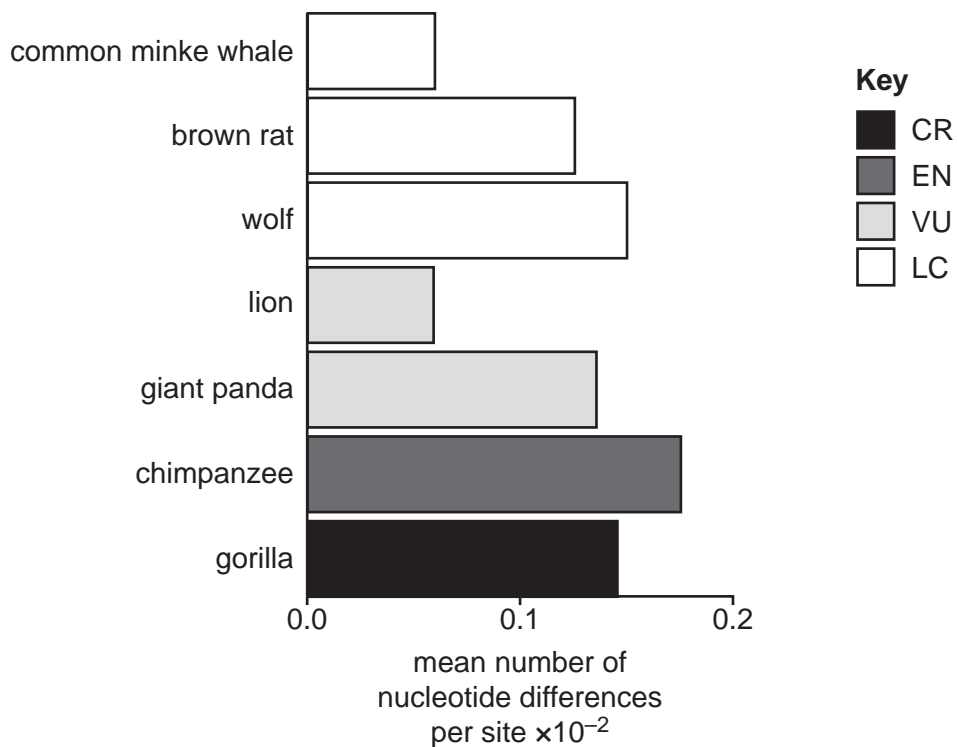 common minke whale
brown rat
wolf
lion
giant panda
chimpanzee
gorilla
0.0 0.1 0.2
mean number of
nucleotide differences
per site ×10⁻²
Key
CR
EN
VU
LC